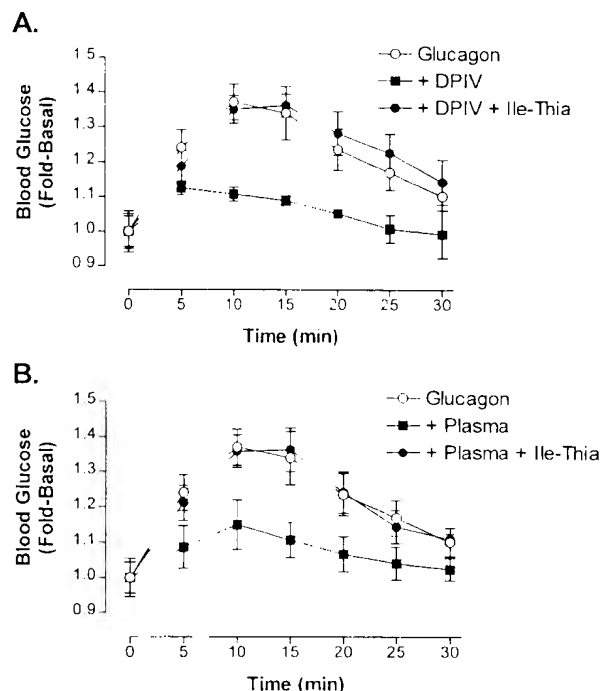 A.
Blood Glucose
(Fold-Basal)
1.5
1.4
1.3
1.2
1.1
1.0
0.9
Glucagon
+ DPIV
+ DPIV + Ile-Thia
0 5 10 15 20 25 30
Time (min)
B.
Blood Glucose
(Fold-Basal)
1.5
1.4
1.3
1.2
1.1
1.0
0.9
Glucagon
+ Plasma
+ Plasma + Ile-Thia
0 5 10 15 20 25 30
Time (min)